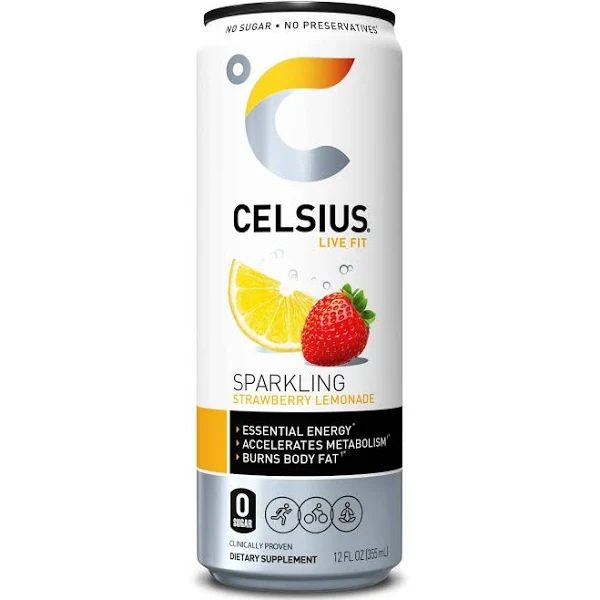 NO SUGAR • NO PRESERVATIVES*
CELSIUS®
LIVE FIT
SPARKLING
STRAWBERRY LEMONADE
ESSENTIAL ENERGY*
ACCELERATES METABOLISM†*
BURNS BODY FAT†*
0
SUGAR
CLINICALLY PROVEN
DIETARY SUPPLEMENT
12 FL OZ (355 mL)